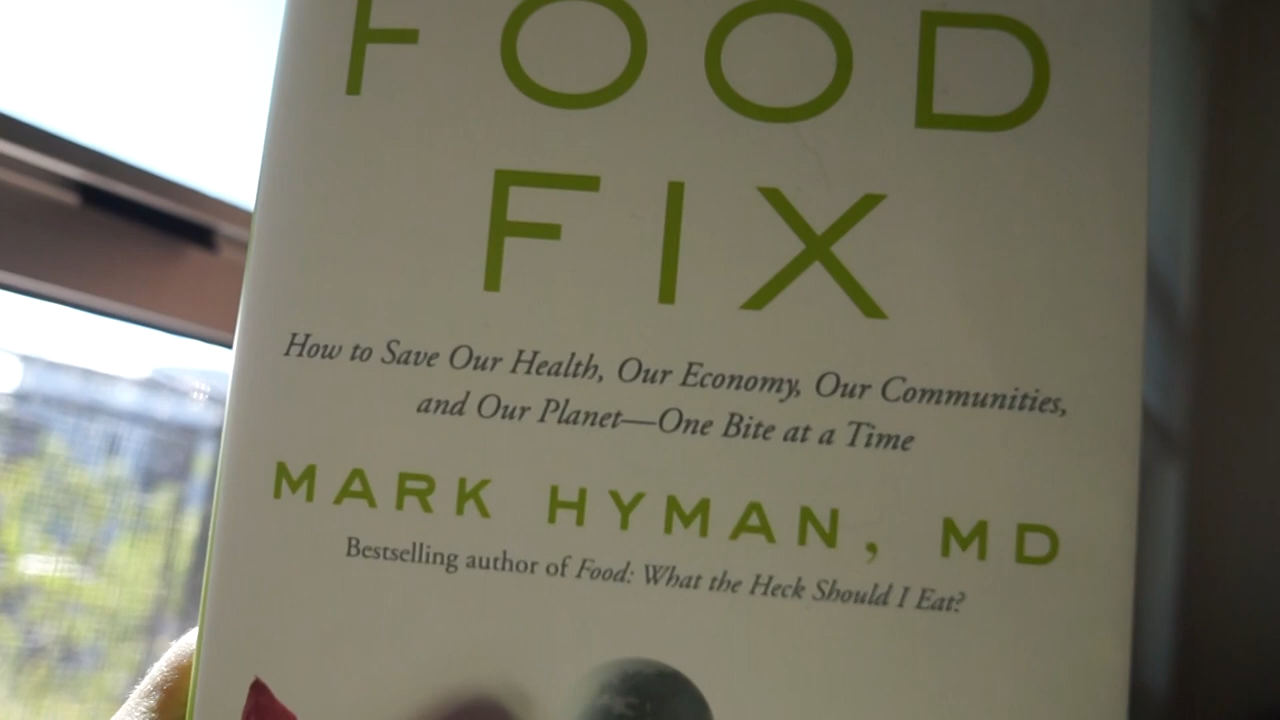 FOOD
FIX
How to Save Our Health, Our Economy, Our Communities,
and Our Planet—One Bite at a Time
MARK HYMAN, MD
Bestselling author of Food: What the Heck Should I Eat?